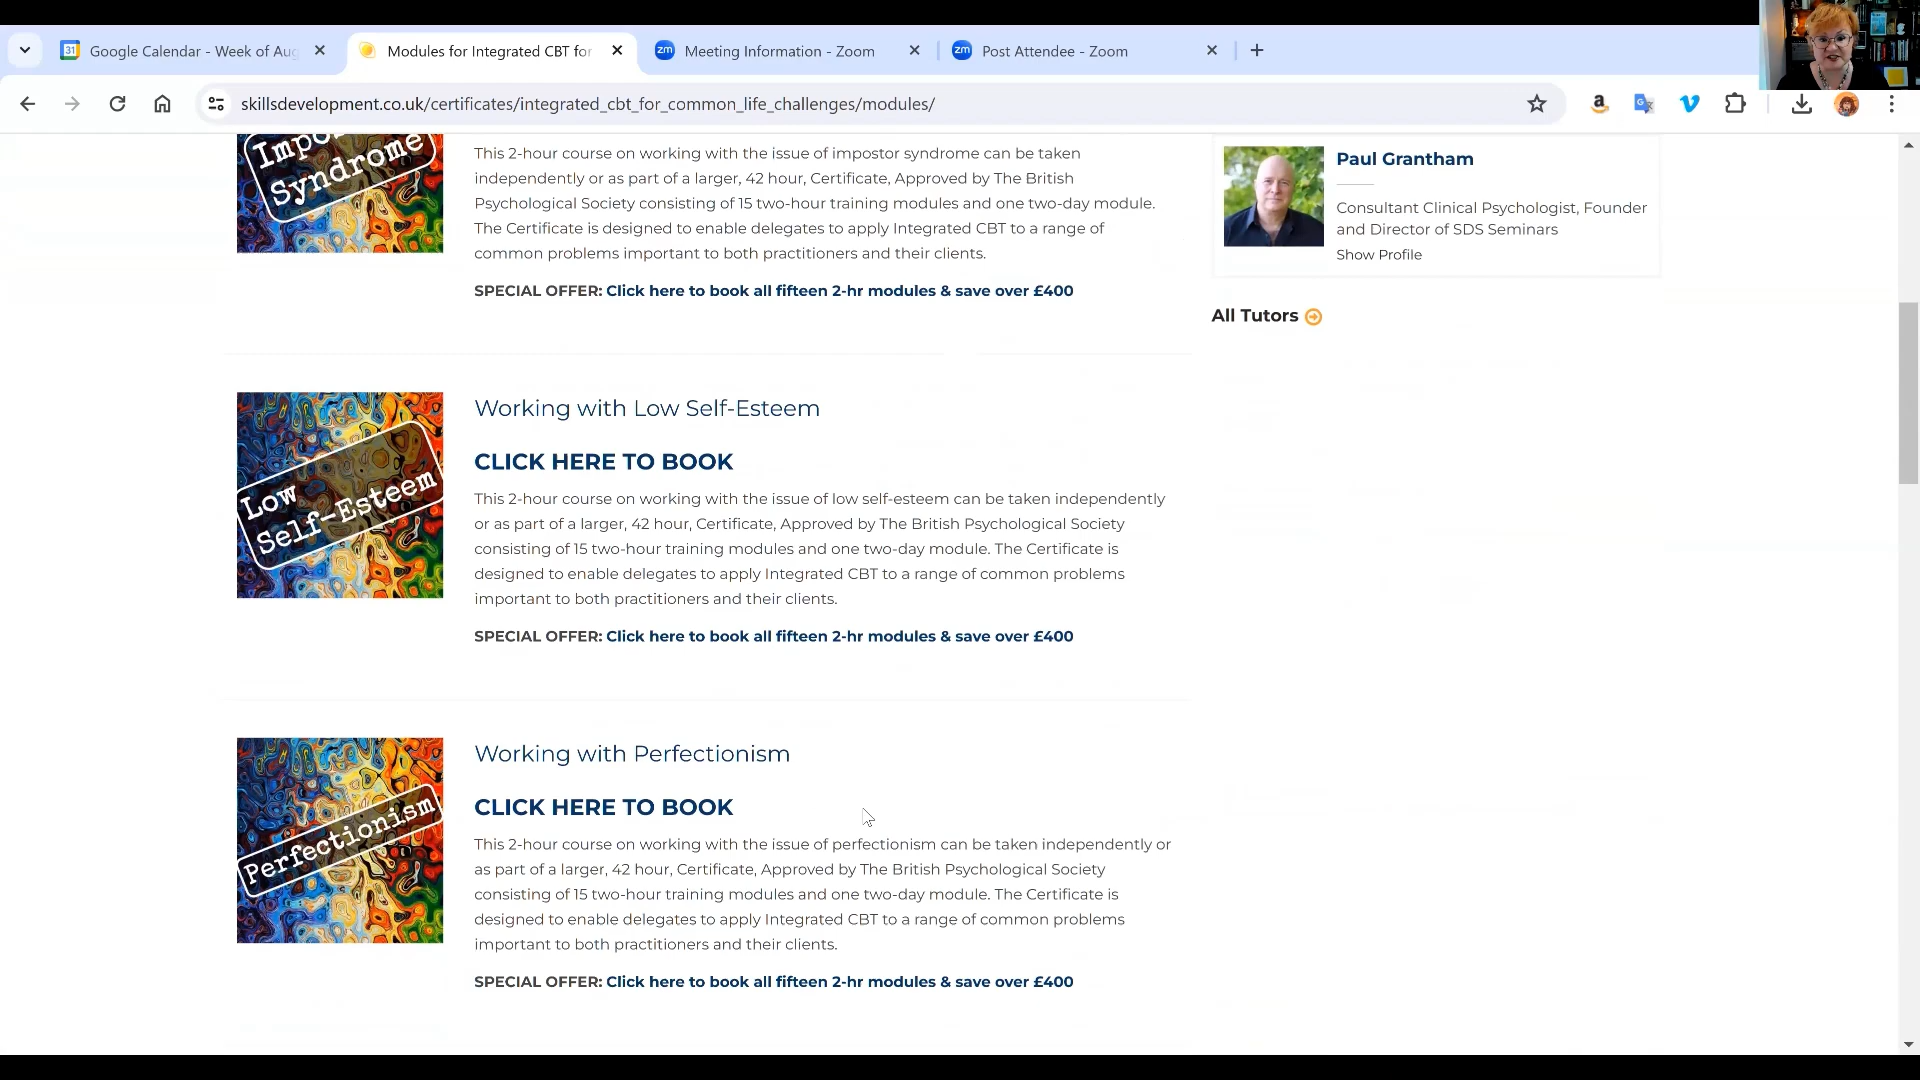 Google Calendar - Week of Aug
Modules for Integrated CBT for
zm Meeting Information - Zoom
zm Post Attendee - Zoom
skillsdevelopment.co.uk/certificates/integrated_cbt_for_common_life_challenges/modules/
Syndrome
This 2-hour course on working with the issue of impostor syndrome can be taken
independently or as part of a larger, 42 hour, Certificate, Approved by The British
Psychological Society consisting of 15 two-hour training modules and one two-day module.
The Certificate is designed to enable delegates to apply Integrated CBT to a range of
common problems important to both practitioners and their clients.
SPECIAL OFFER: Click here to book all fifteen 2-hr modules & save over £400
Paul Grantham
Consultant Clinical Psychologist, Founder
and Director of SDS Seminars
Show Profile
All Tutors
Low
Self-Esteem
Working with Low Self-Esteem
CLICK HERE TO BOOK
This 2-hour course on working with the issue of low self-esteem can be taken independently
or as part of a larger, 42 hour, Certificate, Approved by The British Psychological Society
consisting of 15 two-hour training modules and one two-day module. The Certificate is
designed to enable delegates to apply Integrated CBT to a range of common problems
important to both practitioners and their clients.
SPECIAL OFFER: Click here to book all fifteen 2-hr modules & save over £400
Perfectionism
Working with Perfectionism
CLICK HERE TO BOOK
This 2-hour course on working with the issue of perfectionism can be taken independently or
as part of a larger, 42 hour, Certificate, Approved by The British Psychological Society
consisting of 15 two-hour training modules and one two-day module. The Certificate is
designed to enable delegates to apply Integrated CBT to a range of common problems
important to both practitioners and their clients.
SPECIAL OFFER: Click here to book all fifteen 2-hr modules & save over £400